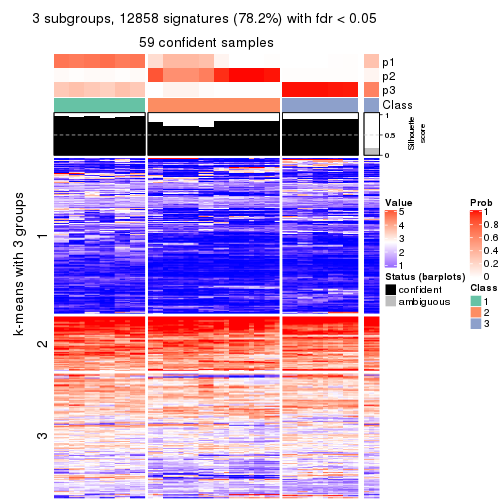 3 subgroups, 12858 signatures (78.2%) with fdr < 0.05
59 confident samples
p1
p2
p3
Class
1
0.5
0
Silhouette
score
k-means with 3 groups
1
2
3
Value
5
4
3
2
1
Status (barplots)
confident
ambiguous
Prob
1
0.8
0.6
0.4
0.2
0
Class
1
2
3